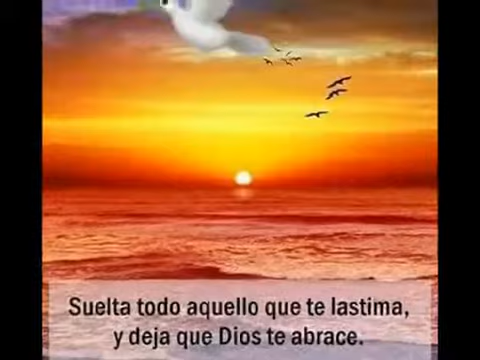 Suelta todo aquello que te lastima,
y deja que Dios te abrace.